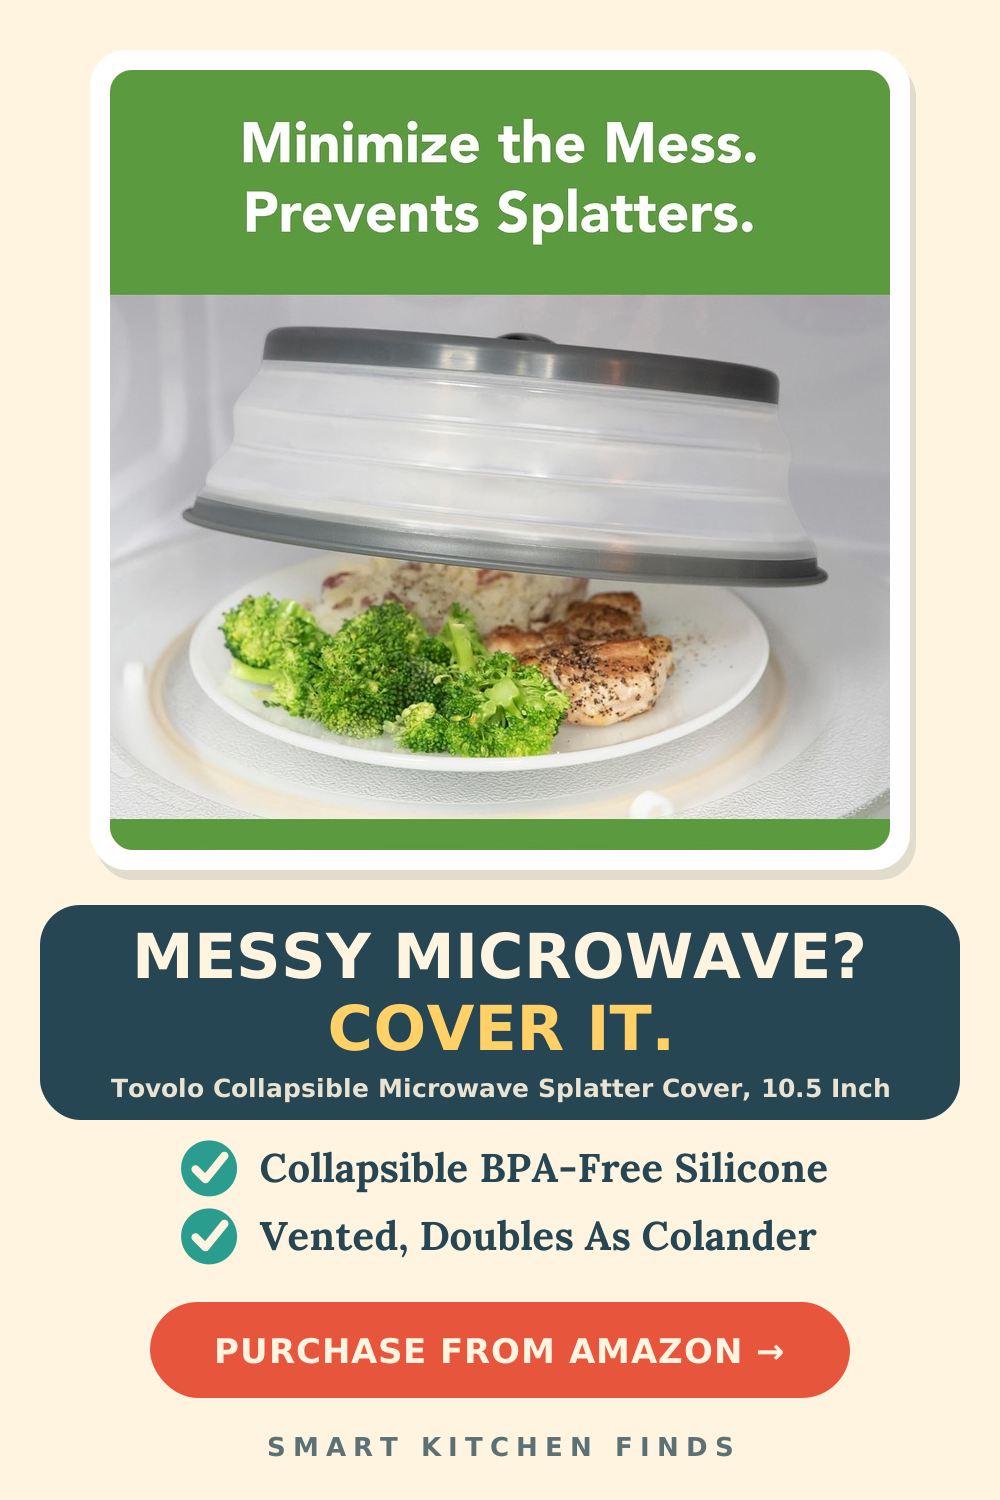 Minimize the Mess.
Prevents Splatters.
MESSY MICROWAVE?
COVER IT.
Tovolo Collapsible Microwave Splatter Cover, 10.5 Inch
Collapsible BPA-Free Silicone
Vented, Doubles As Colander
PURCHASE FROM AMAZON →
SMART KITCHEN FINDS